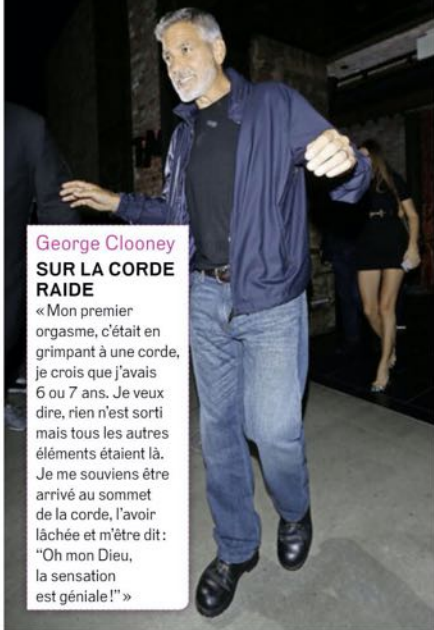 George Clooney
SUR LA CORDE
RAIDE
« Mon premier
orgasme, c'était en
grimpant à une corde,
je crois que j'avais
6 ou 7 ans. Je veux
dire, rien n'est sorti
mais tous les autres
éléments étaient là.
Je me souviens être
arrivé au sommet
de la corde, l'avoir
lâchée et m'être dit :
“Oh mon Dieu,
la sensation
est géniale !” »